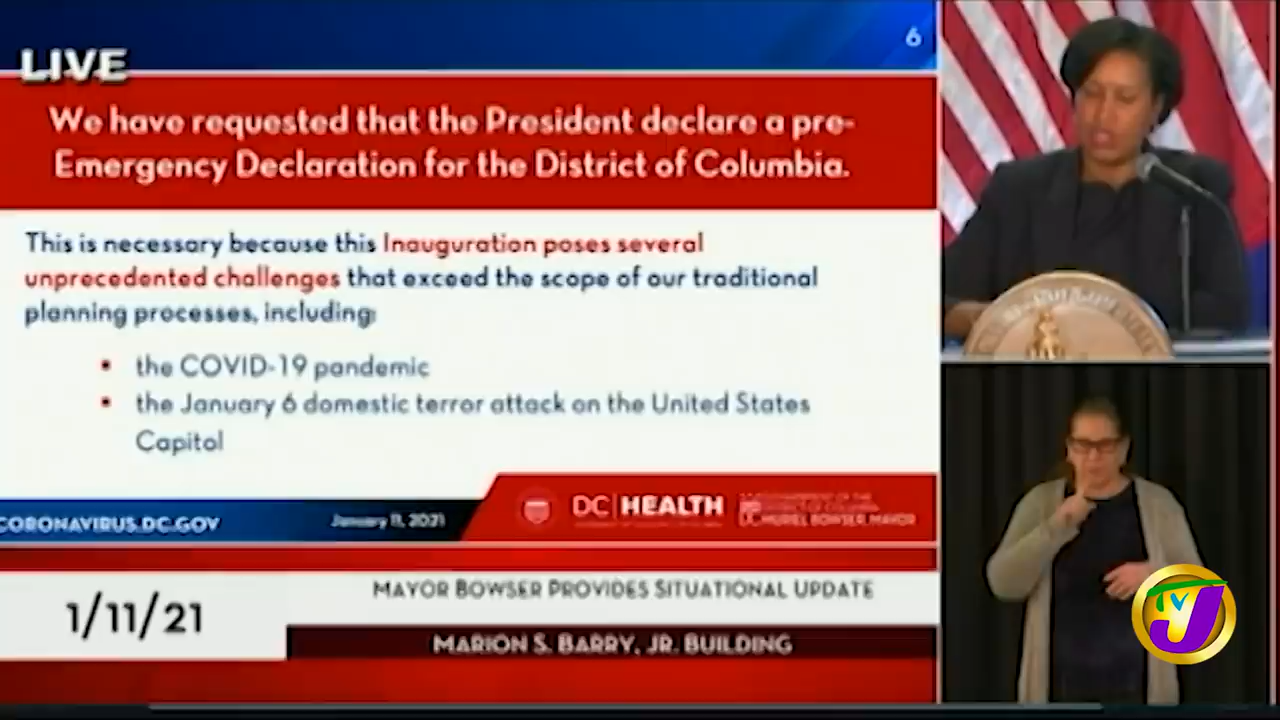 6
LIVE
We have requested that the President declare a pre-
Emergency Declaration for the District of Columbia.
This is necessary because this Inauguration poses several
unprecedented challenges that exceed the scope of our traditional
planning processes, including:
• the COVID-19 pandemic
• the January 6 domestic terror attack on the United States
Capitol
CORONAVIRUS.DC.GOV
January 11, 2021
DC | HEALTH
MURIEL BOWSER, MAYOR
1/11/21
MAYOR BOWSER PROVIDES SITUATIONAL UPDATE
MARION S. BARRY, JR. BUILDING
TVJ